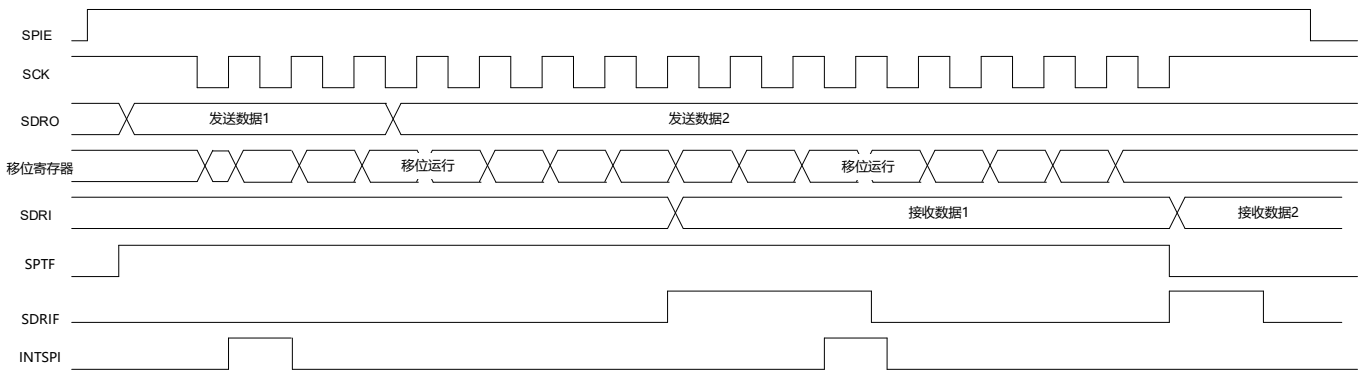 SPIE
SCK
SDRO 发送数据1 发送数据2
移位寄存器 移位运行 移位运行
SDRI 接收数据1 接收数据2
SPTF
SDRIF
INTSPI